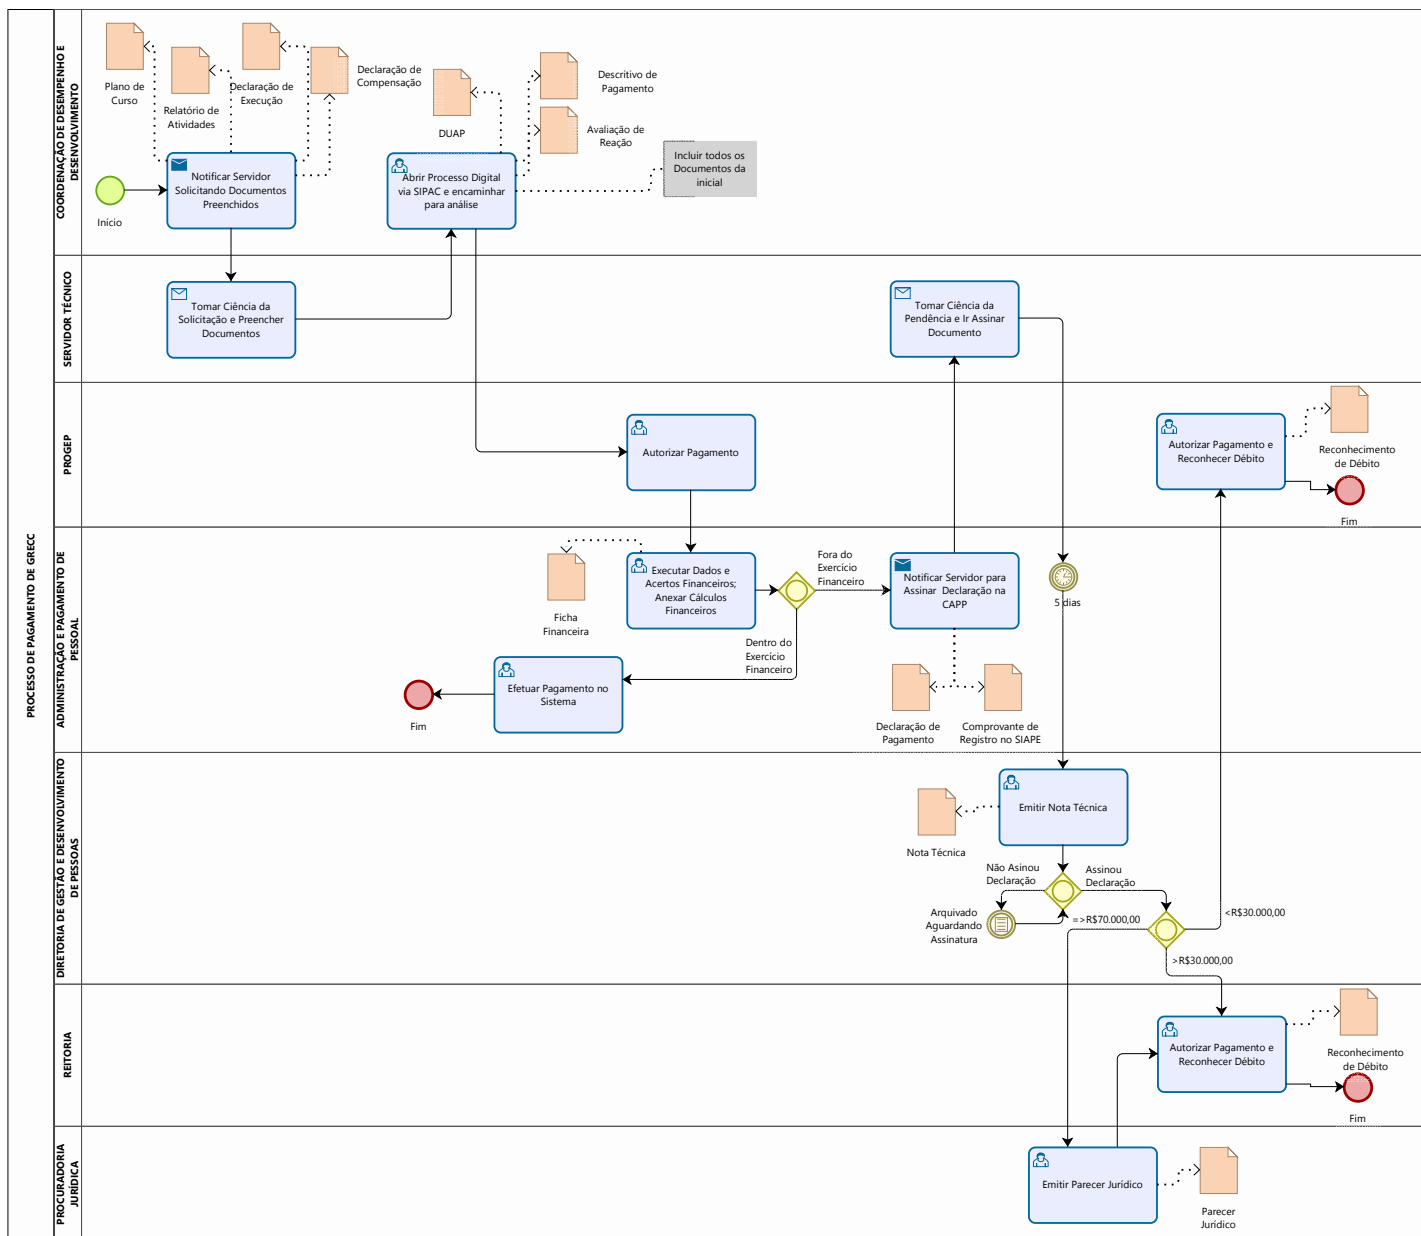 PROCESSO DE PAGAMENTO DE GRECC
COORDENAÇÃO DE DESEMPENHO E
DESENVOLVIMENTO
Plano de
Curso
Relatório de
Atividades
Declaração de
Execução
Declaração de
Compensação
DUAP
Descritivo de
Pagamento
Avaliação de
Reação
Incluir todos os
Documentos da
inicial
Início
Notificar Servidor
Solicitando Documentos
Preenchidos
Abrir Processo Digital
via SIPAC e encaminhar
para análise
SERVIDOR TÉCNICO
Tomar Ciência da
Solicitação e Preencher
Documentos
Tomar Ciência da
Pendência e Ir Assinar
Documento
PROGEP
Autorizar Pagamento
Autorizar Pagamento e
Reconhecer Débito
Reconhecimento
de Débito
Fim
ADMINISTRAÇÃO E PAGAMENTO DE
PESSOAL
Ficha
Financeira
Executar Dados e
Acertos Financeiros;
Anexar Cálculos
Financeiros
Fora do
Exercício
Financeiro
Notificar Servidor para
Assinar Declaração na
CAPP
5 dias
Dentro do
Exercício
Financeiro
Efetuar Pagamento no
Sistema
Fim
Declaração de
Pagamento
Comprovante de
Registro no SIAPE
DIRETORIA DE GESTÃO E DESENVOLVIMENTO
DE PESSOAS
Emitir Nota Técnica
Nota Técnica
Não Asinou
Declaração
Assinou
Declaração
Arquivado
Aguardando
Assinatura
=>R$70.000,00
<R$30.000,00
>R$30.000,00
REITORIA
Autorizar Pagamento e
Reconhecer Débito
Reconhecimento
de Débito
Fim
PROCURADORIA
JURÍDICA
Emitir Parecer Jurídico
Parecer
Jurídico